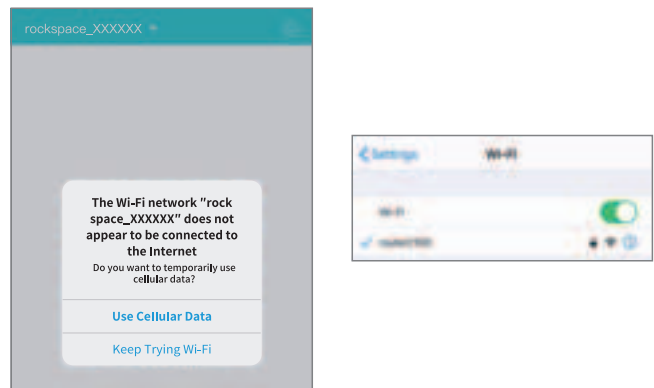 rockspace_XXXXXX
The Wi-Fi network "rock
space_XXXXXX" does not
appear to be connected to
the Internet
Do you want to temporarily use
cellular data?
Use Cellular Data
Keep Trying Wi-Fi
Settings
Wi-Fi
Wi-Fi